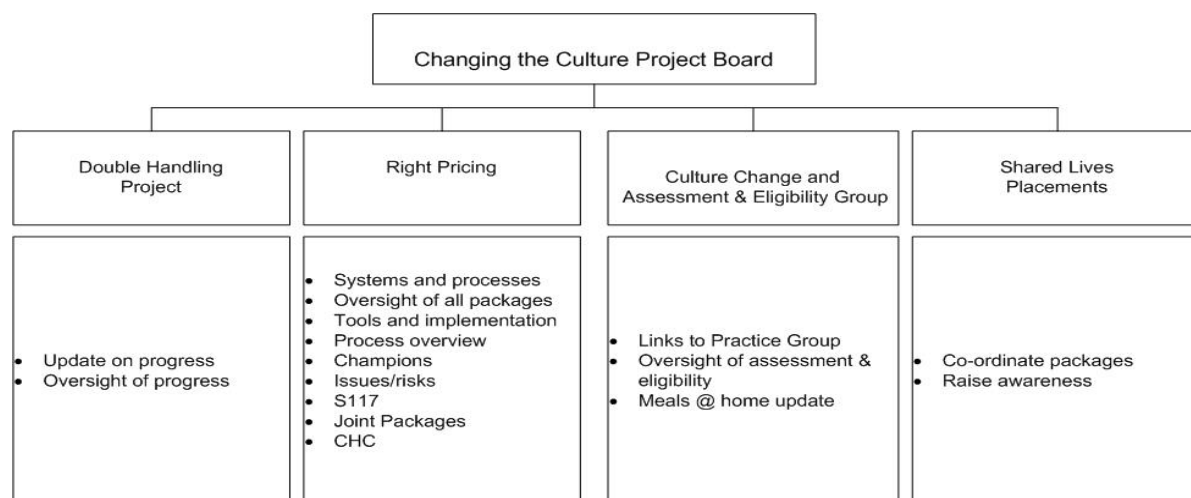 Changing the Culture Project Board
Double Handling
Project
Right Pricing
Culture Change and
Assessment & Eligibility Group
Shared Lives
Placements
• Update on progress
• Oversight of progress
• Systems and processes
• Oversight of all packages
• Tools and implementation
• Process overview
• Champions
• Issues/risks
• S117
• Joint Packages
• CHC
• Links to Practice Group
• Oversight of assessment &
eligibility
• Meals @ home update
• Co-ordinate packages
• Raise awareness